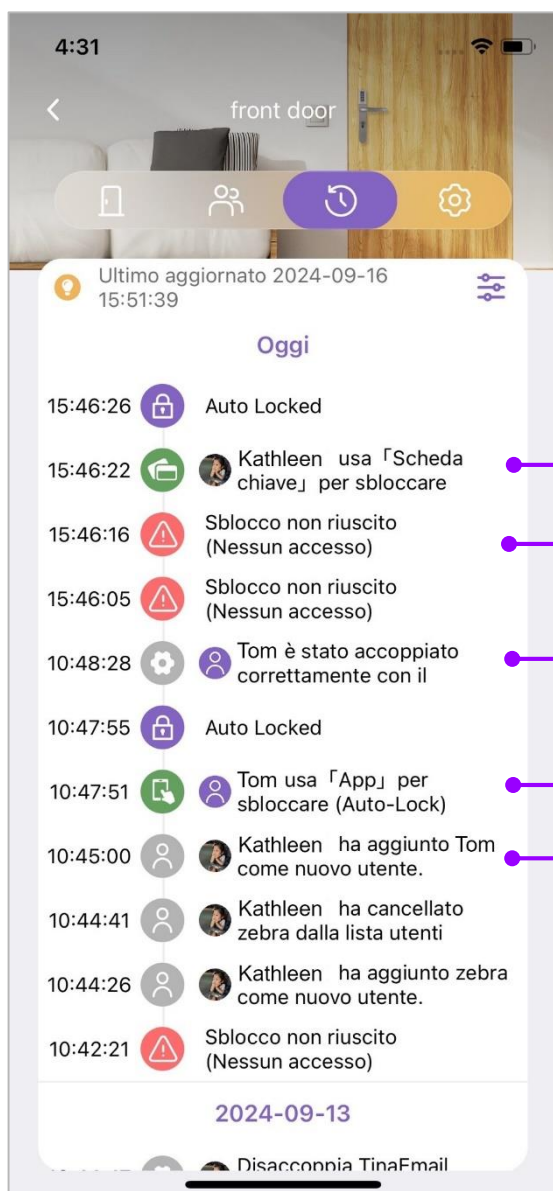 4:31
front door
Ultimo aggiornato 2024-09-16
15:51:39
Oggi
15:46:26 Auto Locked
15:46:22 Kathleen usa「Scheda
chiave」per sbloccare
15:46:16 Sblocco non riuscito
(Nessun accesso)
15:46:05 Sblocco non riuscito
(Nessun accesso)
10:48:28 Tom è stato accoppiato
correttamente con il
10:47:55 Auto Locked
10:47:51 Tom usa「App」per
sbloccare (Auto-Lock)
10:45:00 Kathleen ha aggiunto Tom
come nuovo utente.
10:44:41 Kathleen ha cancellato
zebra dalla lista utenti
10:44:26 Kathleen ha aggiunto zebra
come nuovo utente.
10:42:21 Sblocco non riuscito
(Nessun accesso)
2024-09-13
Disaccoppia TinaEmail